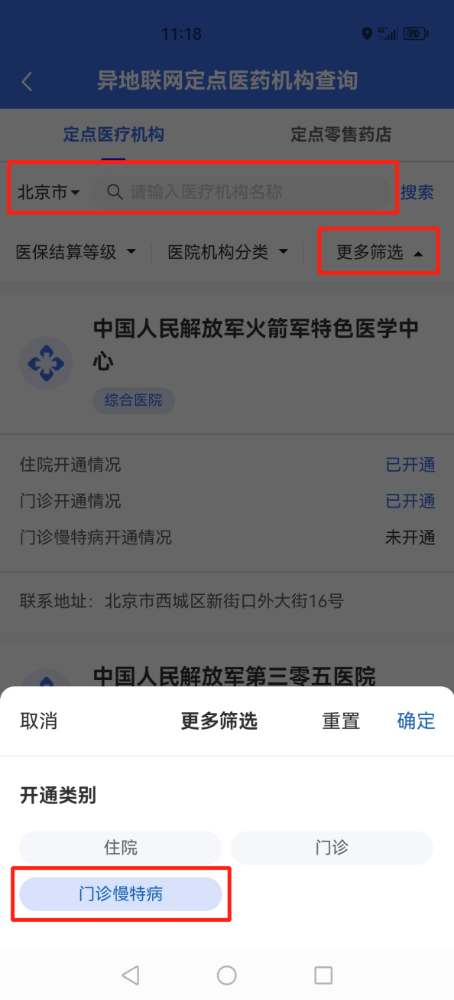 11:18
4G 70
异地联网定点医药机构查询
定点医疗机构 定点零售药店
北京市 请输入医疗机构名称 搜索
医保结算等级 医院机构分类 更多筛选
中国人民解放军火箭军特色医学中
心
综合医院
住院开通情况 已开通
门诊开通情况 已开通
门诊慢特病开通情况 未开通
联系地址：北京市西城区新街口外大街16号
中国人民解放军第三零五医院
取消 更多筛选 重置 确定
开通类别
住院 门诊
门诊慢特病